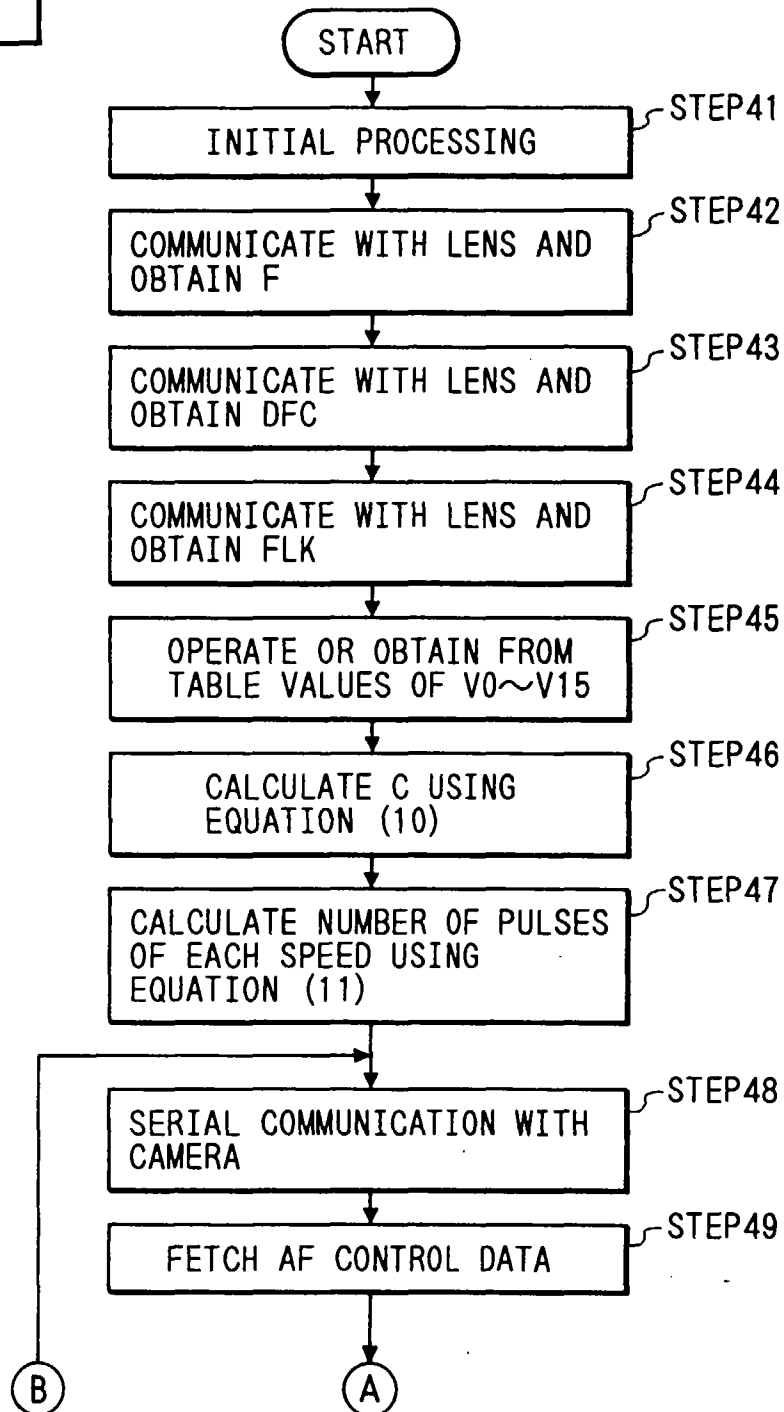 START
STEP41
INITIAL PROCESSING
STEP42
COMMUNICATE WITH LENS AND
OBTAIN F
STEP43
COMMUNICATE WITH LENS AND
OBTAIN DFC
STEP44
COMMUNICATE WITH LENS AND
OBTAIN FLK
STEP45
OPERATE OR OBTAIN FROM
TABLE VALUES OF V0~V15
STEP46
CALCULATE C USING
EQUATION (10)
STEP47
CALCULATE NUMBER OF PULSES
OF EACH SPEED USING
EQUATION (11)
STEP48
SERIAL COMMUNICATION WITH
CAMERA
STEP49
FETCH AF CONTROL DATA
B
A